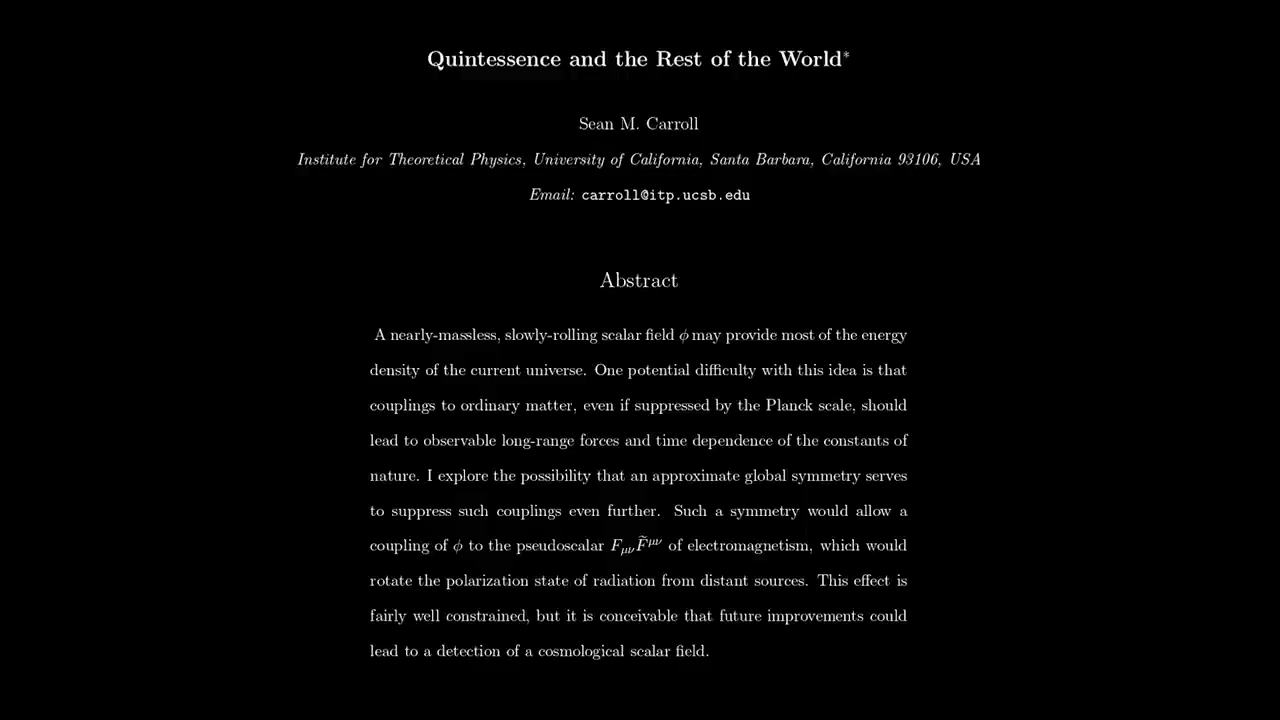 Quintessence and the Rest of the World*
Sean M. Carroll
Institute for Theoretical Physics, University of California, Santa Barbara, California 93106, USA
Email: carroll@itp.ucsb.edu
Abstract
A nearly-massless, slowly-rolling scalar field ϕ may provide most of the energy
density of the current universe. One potential difficulty with this idea is that
couplings to ordinary matter, even if suppressed by the Planck scale, should
lead to observable long-range forces and time dependence of the constants of
nature. I explore the possibility that an approximate global symmetry serves
to suppress such couplings even further. Such a symmetry would allow a
coupling of ϕ to the pseudoscalar F_{μν}F̃^{μν} of electromagnetism, which would
rotate the polarization state of radiation from distant sources. This effect is
fairly well constrained, but it is conceivable that future improvements could
lead to a detection of a cosmological scalar field.